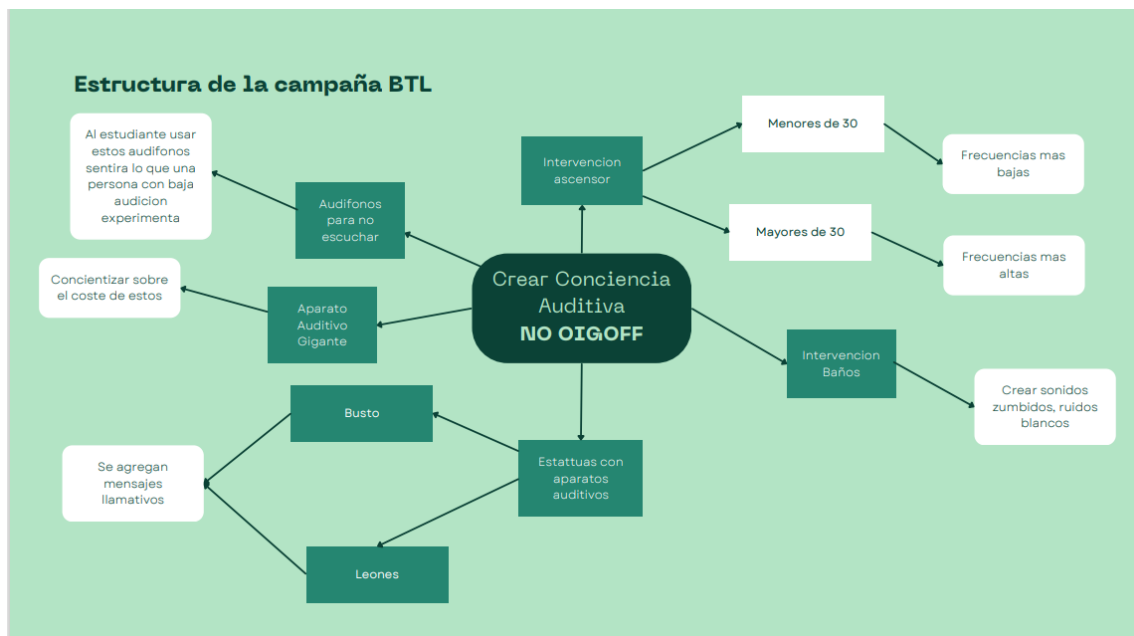 Estructura de la campaña BTL
Al estudiante usar
estos audifonos
sentira lo que una
persona con baja
audicion
experimenta
Audifonos
para no
escuchar
Concientizar sobre
el coste de estos
Aparato
Auditivo
Gigante
Intervencion
ascensor
Menores de 30
Frecuencias mas
bajas
Mayores de 30
Frecuencias mas
altas
Crear Conciencia
Auditiva
NO OIGOFF
Intervencion
Baños
Crear sonidos
zumbidos, ruidos
blancos
Busto
Estattuas con
aparatos
auditivos
Se agregan
mensajes
llamativos
Leones